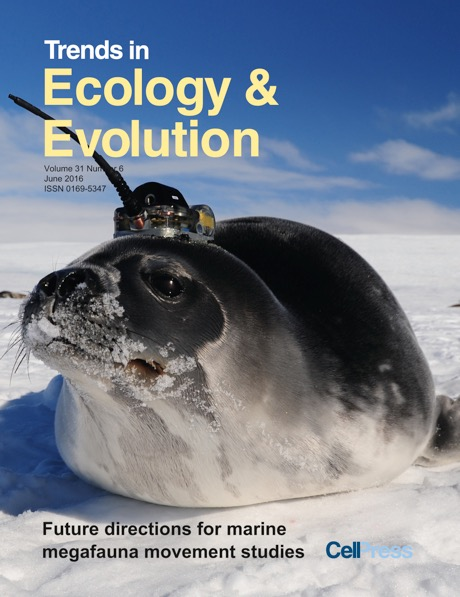 Trends in
Ecology &
Evolution
Volume 31 Number 6
June 2016
ISSN 0169-5347
Future directions for marine
megafauna movement studies
CellPress